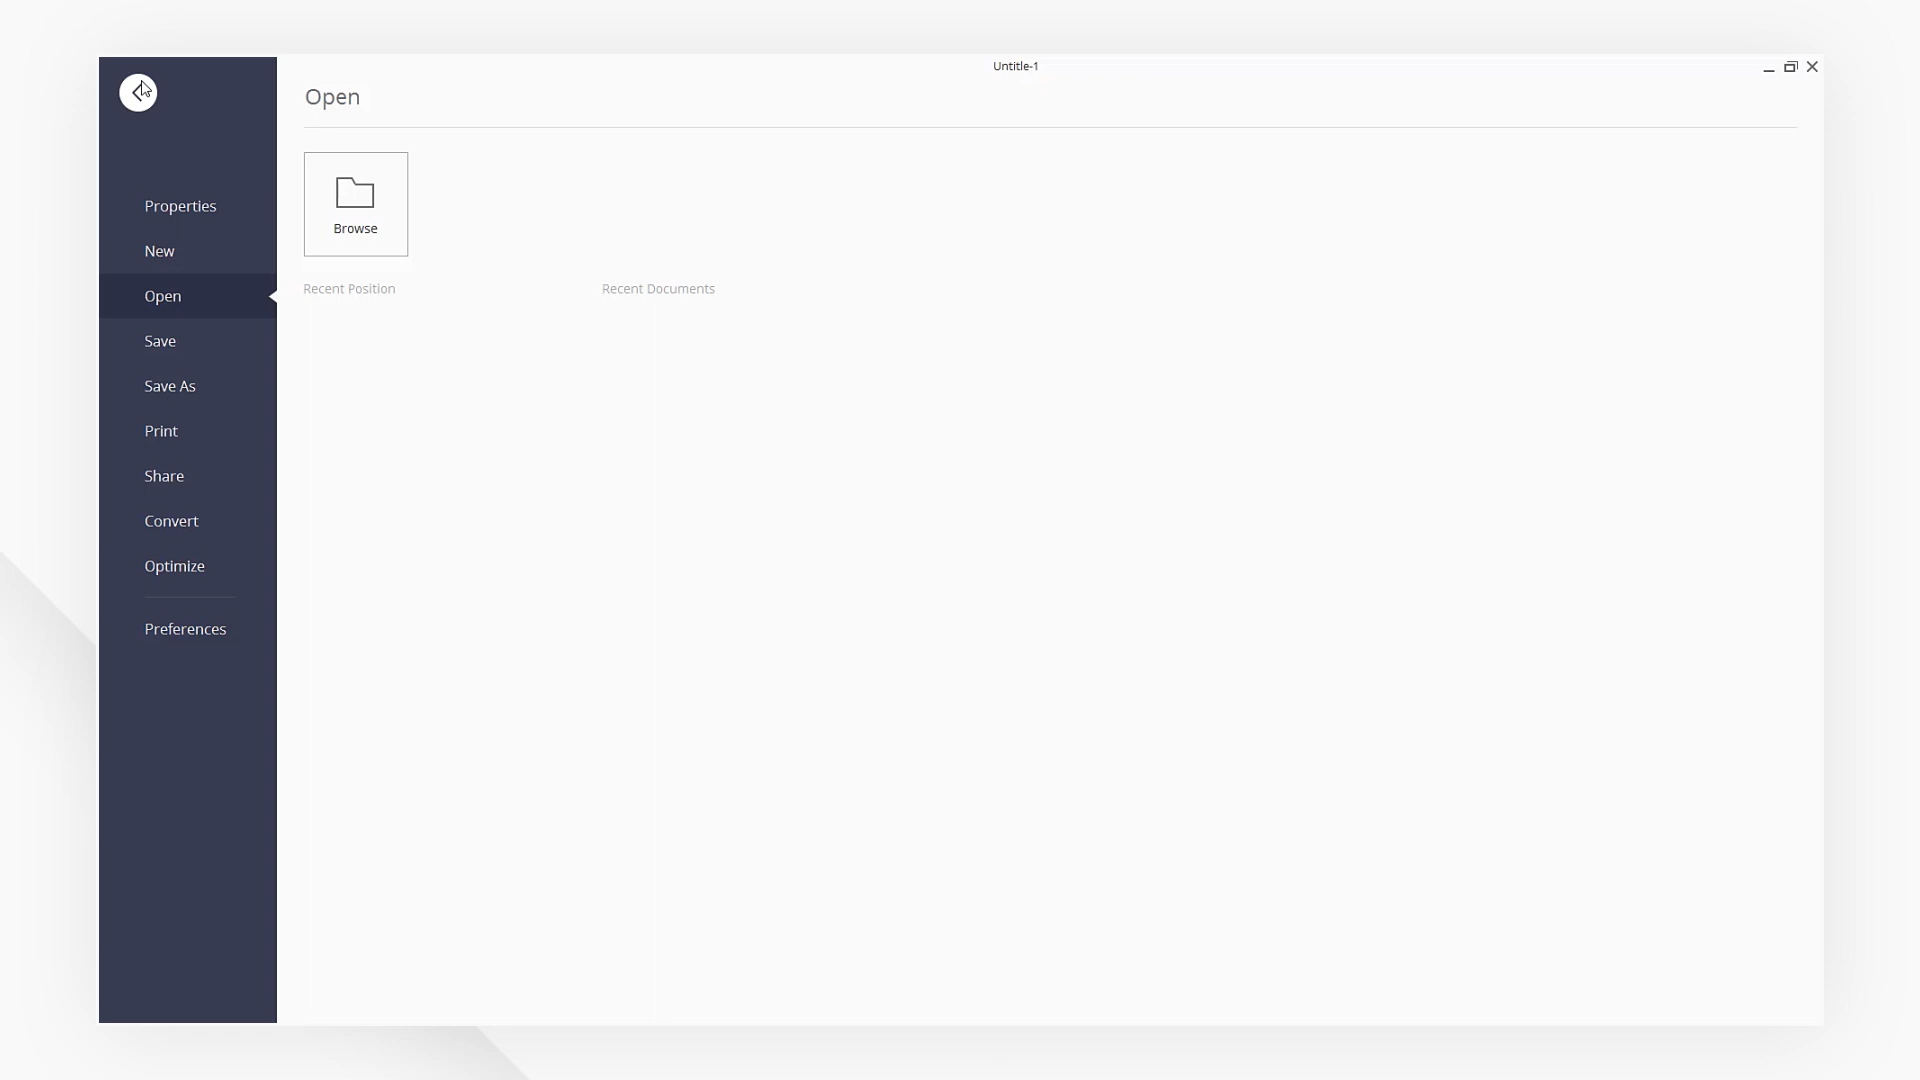 Untitle-1
Open
Properties
New
Open
Save
Save As
Print
Share
Convert
Optimize
Preferences
Browse
Recent Position
Recent Documents